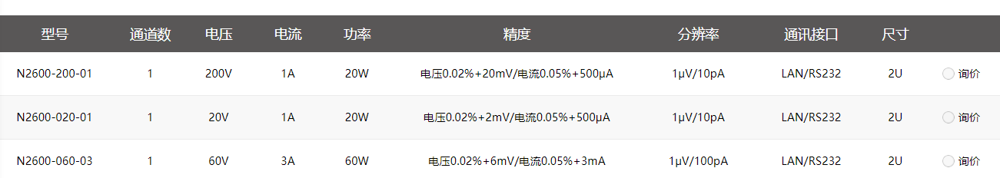 型号 通道数 电压 电流 功率 精度 分辨率 通讯接口 尺寸
N2600-200-01 1 200V 1A 20W 电压0.02%+20mV/电流0.05%+500μA 1μV/10pA LAN/RS232 2U 询价
N2600-020-01 1 20V 1A 20W 电压0.02%+2mV/电流0.05%+500μA 1μV/10pA LAN/RS232 2U 询价
N2600-060-03 1 60V 3A 60W 电压0.02%+6mV/电流0.05%+3mA 1μV/100pA LAN/RS232 2U 询价